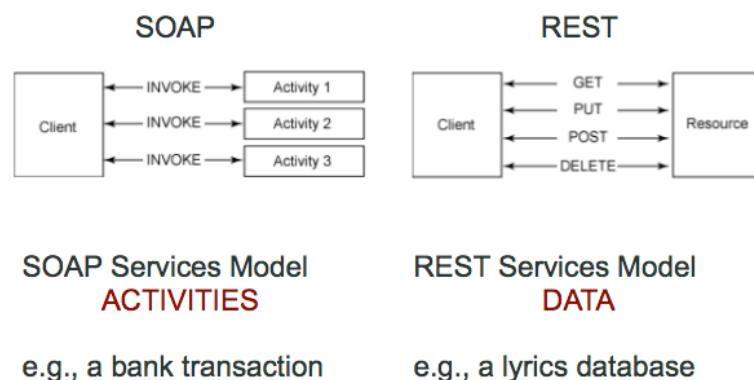 SOAP
Client
INVOKE
Activity 1
INVOKE
Activity 2
INVOKE
Activity 3
SOAP Services Model
ACTIVITIES
e.g., a bank transaction
REST
Client
GET
PUT
POST
DELETE
Resource
REST Services Model
DATA
e.g., a lyrics database